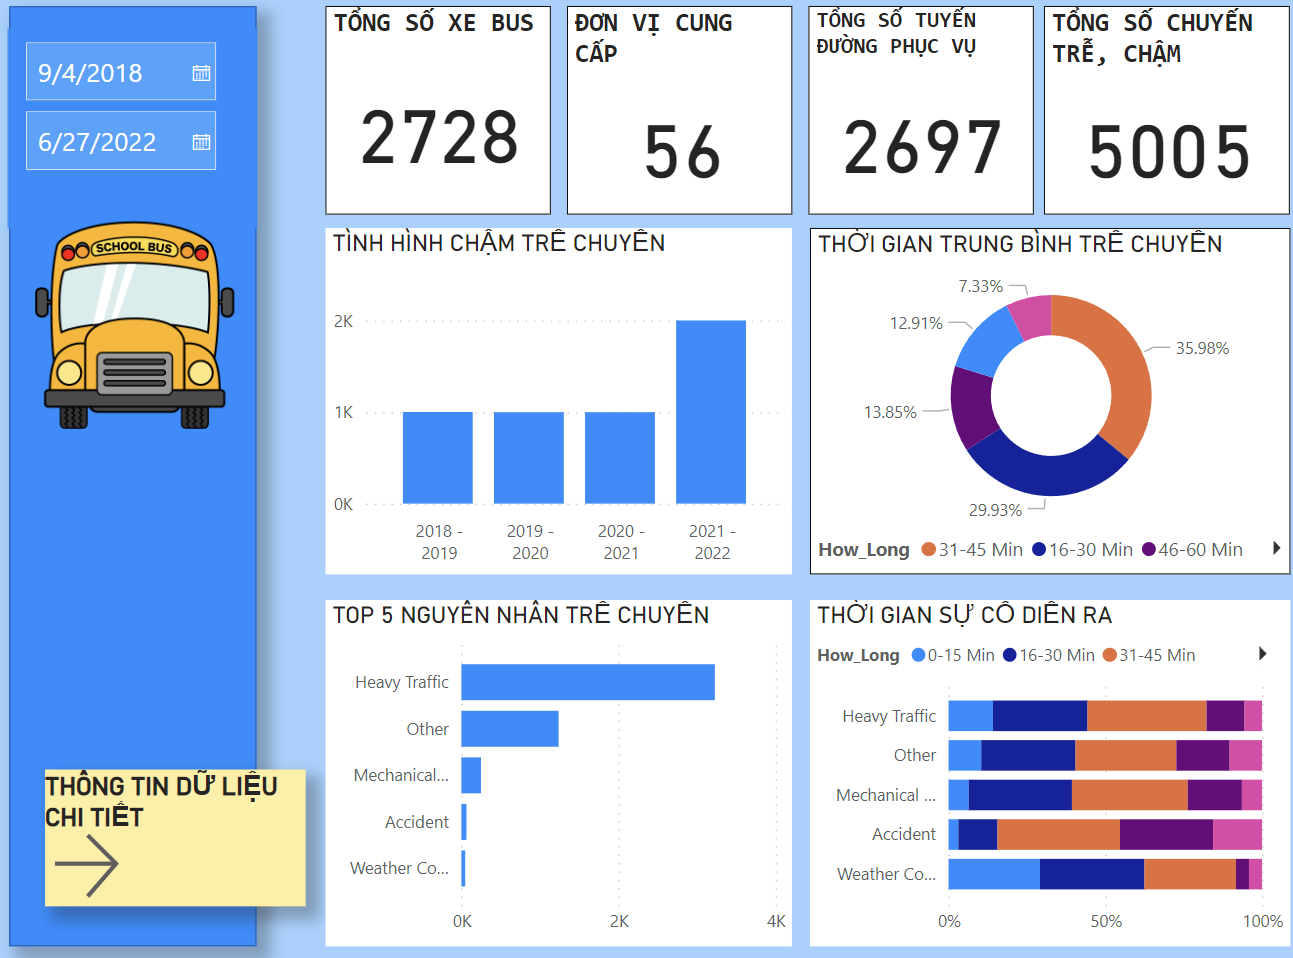 9/4/2018
6/27/2022
SCHOOL BUS
THÔNG TIN DỮ LIỆU
CHI TIẾT
TỔNG SỐ XE BUS
2728
ĐƠN VỊ CUNG
CẤP
56
TỔNG SỐ TUYẾN
ĐƯỜNG PHỤC VỤ
2697
TỔNG SỐ CHUYẾN
TRỄ, CHẬM
5005
TÌNH HÌNH CHẬM TRỄ CHUYẾN
2K
1K
0K
2018 -
2019
2019 -
2020
2020 -
2021
2021 -
2022
THỜI GIAN TRUNG BÌNH TRỄ CHUYẾN
7.33%
12.91%
35.98%
13.85%
29.93%
How_Long 31-45 Min 16-30 Min 46-60 Min
TOP 5 NGUYÊN NHÂN TRỄ CHUYẾN
Heavy Traffic
Other
Mechanical...
Accident
Weather Co...
0K 2K 4K
THỜI GIAN SỰ CỐ DIỄN RA
How_Long 0-15 Min 16-30 Min 31-45 Min
Heavy Traffic
Other
Mechanical ...
Accident
Weather Co...
0% 50% 100%